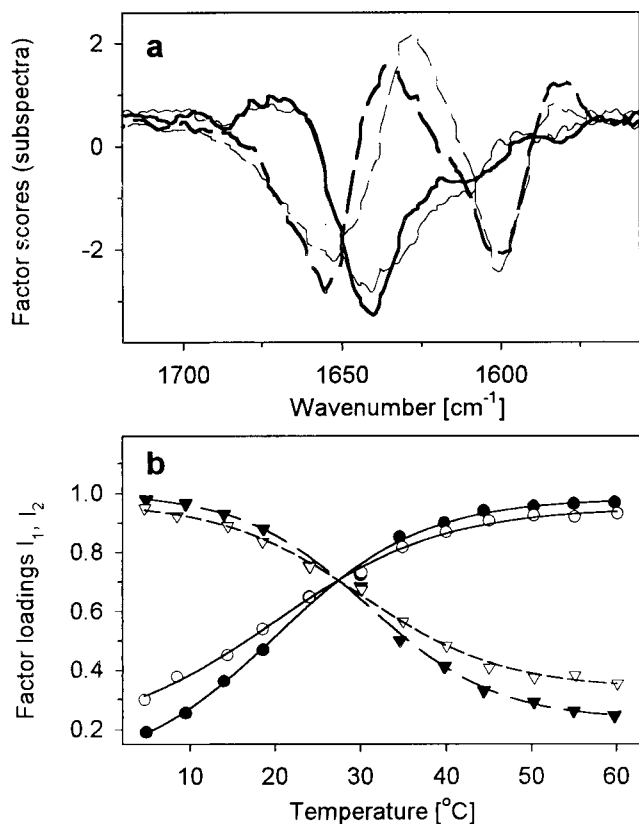 a
Factor scores (subspectra)
2
0
-2
1700
1650
1600
Wavenumber [cm⁻¹]
b
Factor loadings l₁, l₂
1.0
0.8
0.6
0.4
0.2
10
20
30
40
50
60
Temperature [°C]